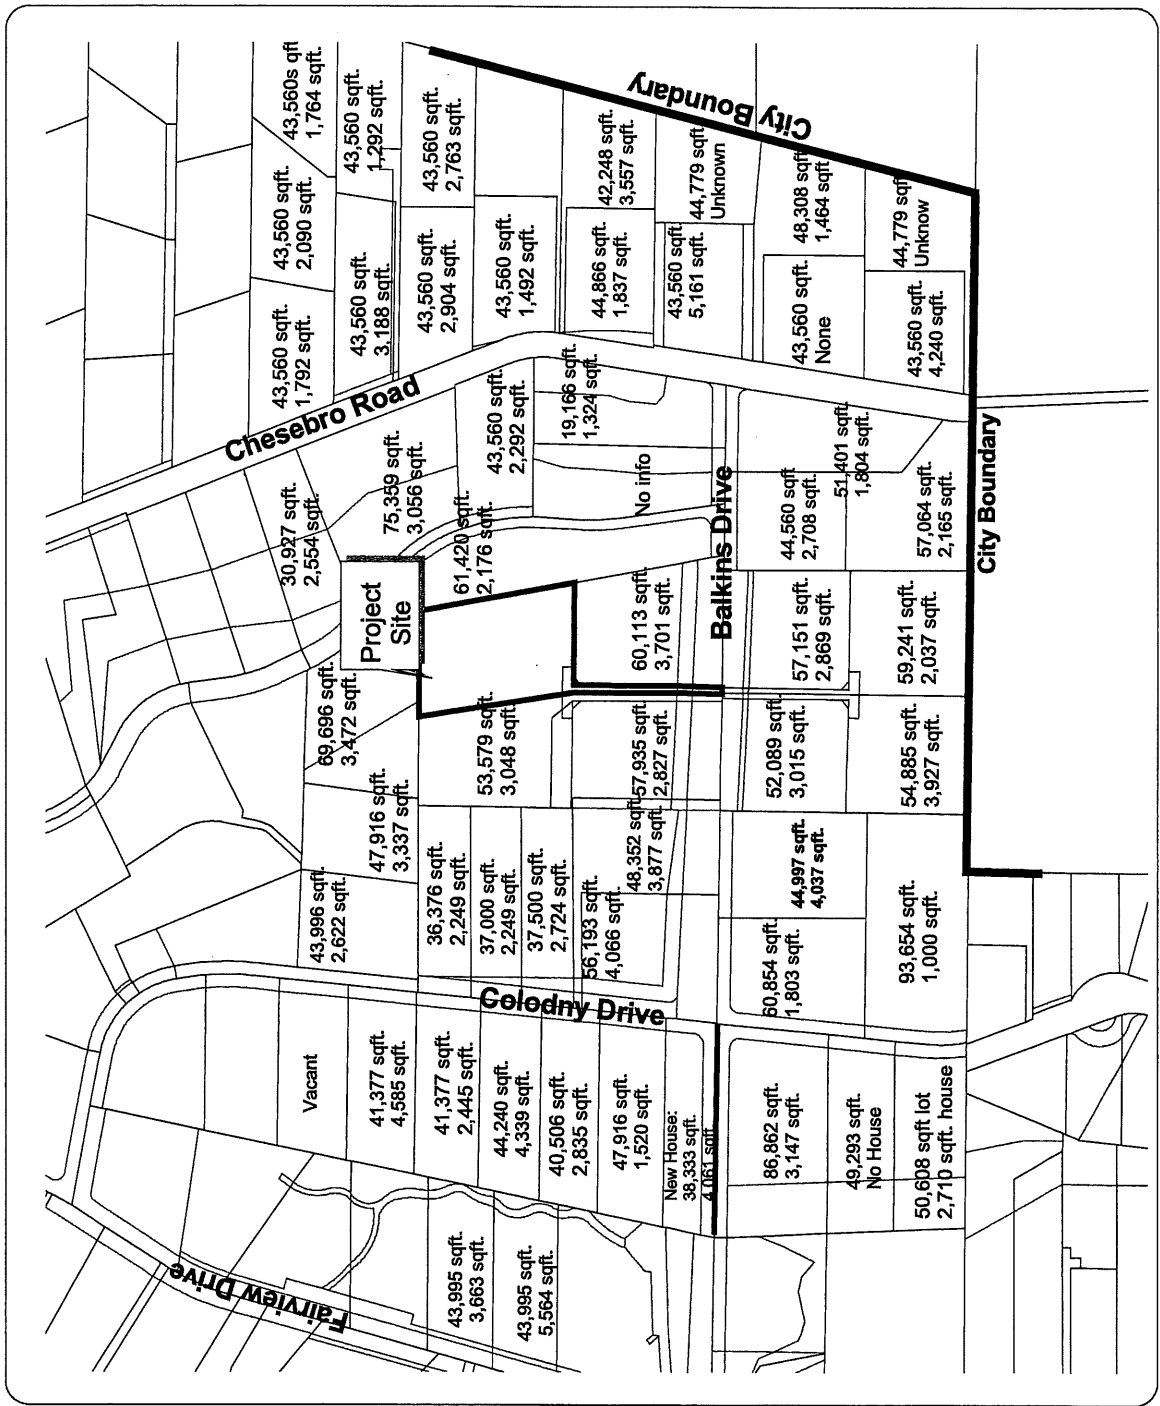 Fairview Drive
Colodny Drive
Balkins Drive
Chesebro Road
City Boundary
City Boundary
Project
Site
Vacant
41,377 sqft.
4,585 sqft.
41,377 sqft.
2,445 sqft.
44,240 sqft.
4,339 sqft.
40,506 sqft.
2,835 sqft.
47,916 sqft.
1,520 sqft.
New House:
38,333 sqft.
4,061 sqft.
86,862 sqft.
3,147 sqft.
49,293 sqft.
No House
50,608 sqft lot
2,710 sqft. house
43,995 sqft.
3,663 sqft.
43,995 sqft.
5,564 sqft.
43,996 sqft.
2,622 sqft.
47,916 sqft.
3,337 sqft.
69,696 sqft.
3,472 sqft.
36,376 sqft.
2,249 sqft.
37,000 sqft.
2,249 sqft.
37,500 sqft.
2,724 sqft.
56,193 sqft.
4,066 sqft.
48,352 sqft.
3,877 sqft.
53,579 sqft.
3,048 sqft.
57,935 sqft.
2,827 sqft.
60,113 sqft.
3,701 sqft.
60,854 sqft.
1,803 sqft.
44,997 sqft.
4,037 sqft.
93,654 sqft.
1,000 sqft.
52,089 sqft.
3,015 sqft.
54,885 sqft.
3,927 sqft.
57,151 sqft.
2,869 sqft.
59,241 sqft.
2,037 sqft.
44,560 sqft.
2,708 sqft.
51,401 sqft.
1,804 sqft.
57,064 sqft.
2,165 sqft.
30,927 sqft.
2,554 sqft.
75,359 sqft.
3,056 sqft.
61,420 sqft.
2,176 sqft.
43,560 sqft.
2,292 sqft.
19,166 sqft.
1,324 sqft.
No info
43,560 sqft.
1,792 sqft.
43,560 sqft.
2,090 sqft.
43,560s qft
1,764 sqft.
43,560 sqft.
3,188 sqft.
43,560 sqft.
1,292 sqft.
43,560 sqft.
2,904 sqft.
43,560 sqft.
2,763 sqft.
43,560 sqft.
1,492 sqft.
44,866 sqft.
1,837 sqft.
42,248 sqft.
3,557 sqft.
43,560 sqft.
5,161 sqft.
44,779 sqft.
Unknown
43,560 sqft.
None
48,308 sqft
1,464 sqft
43,560 sqft.
4,240 sqft.
44,779 sqf
Unknow